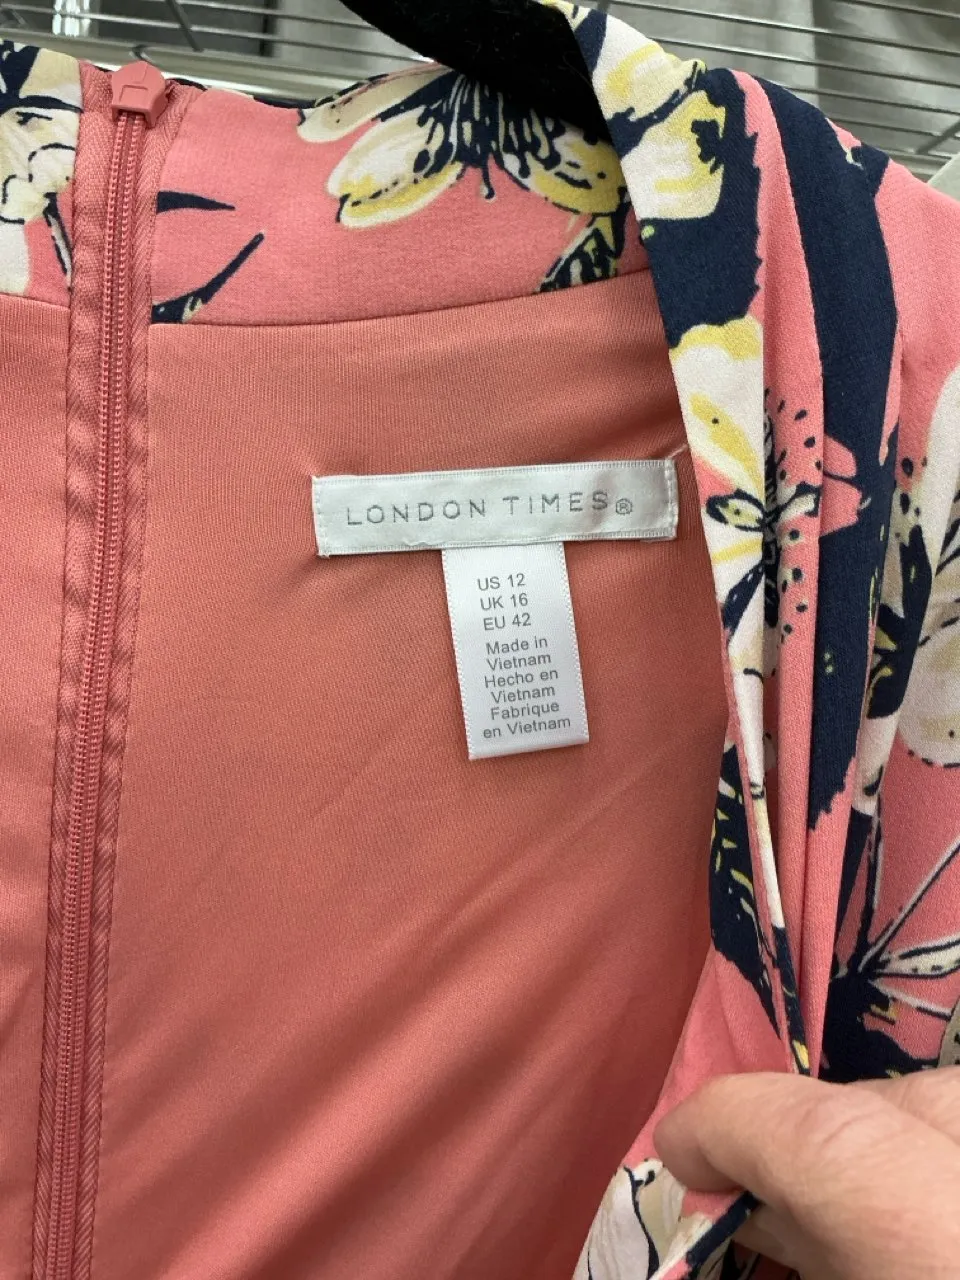 LONDON TIMES®
US 12
UK 16
EU 42
Made in
Vietnam
Hecho en
Vietnam
Fabrique
en Vietnam